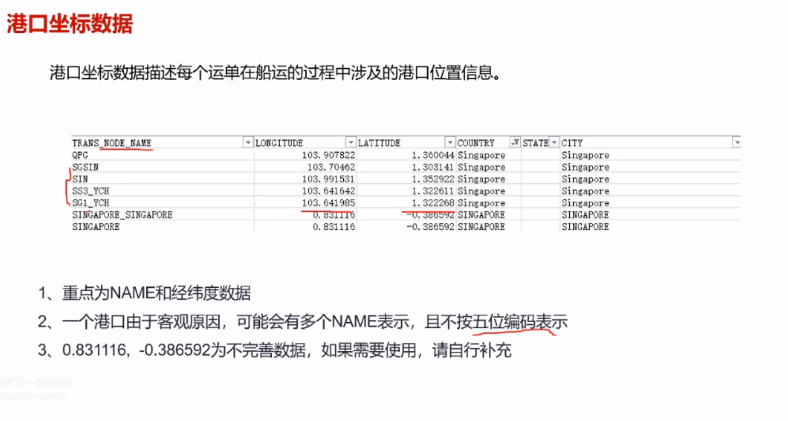 港口坐标数据
港口坐标数据描述每个运单在船运的过程中涉及的港口位置信息。
TRANS_NODE_NAME LONGITUDE LATITUDE COUNTRY STATE CITY
QPG 103.907822 1.360044 Singapore Singapore
SGSIN 103.70462 1.303141 Singapore Singapore
SIN 103.991531 1.352922 Singapore Singapore
SS3_YCH 103.641642 1.322611 Singapore Singapore
SG1_YCH 103.641985 1.322268 Singapore Singapore
SINGAPORE_SINGAPORE 0.831116 -0.386592 SINGAPORE SINGAPORE
SINGAPORE 0.831116 -0.386592 SINGAPORE SINGAPORE
1、重点为NAME和经纬度数据
2、一个港口由于客观原因，可能会有多个NAME表示，且不按五位编码表示
3、0.831116, -0.386592为不完善数据，如果需要使用，请自行补充